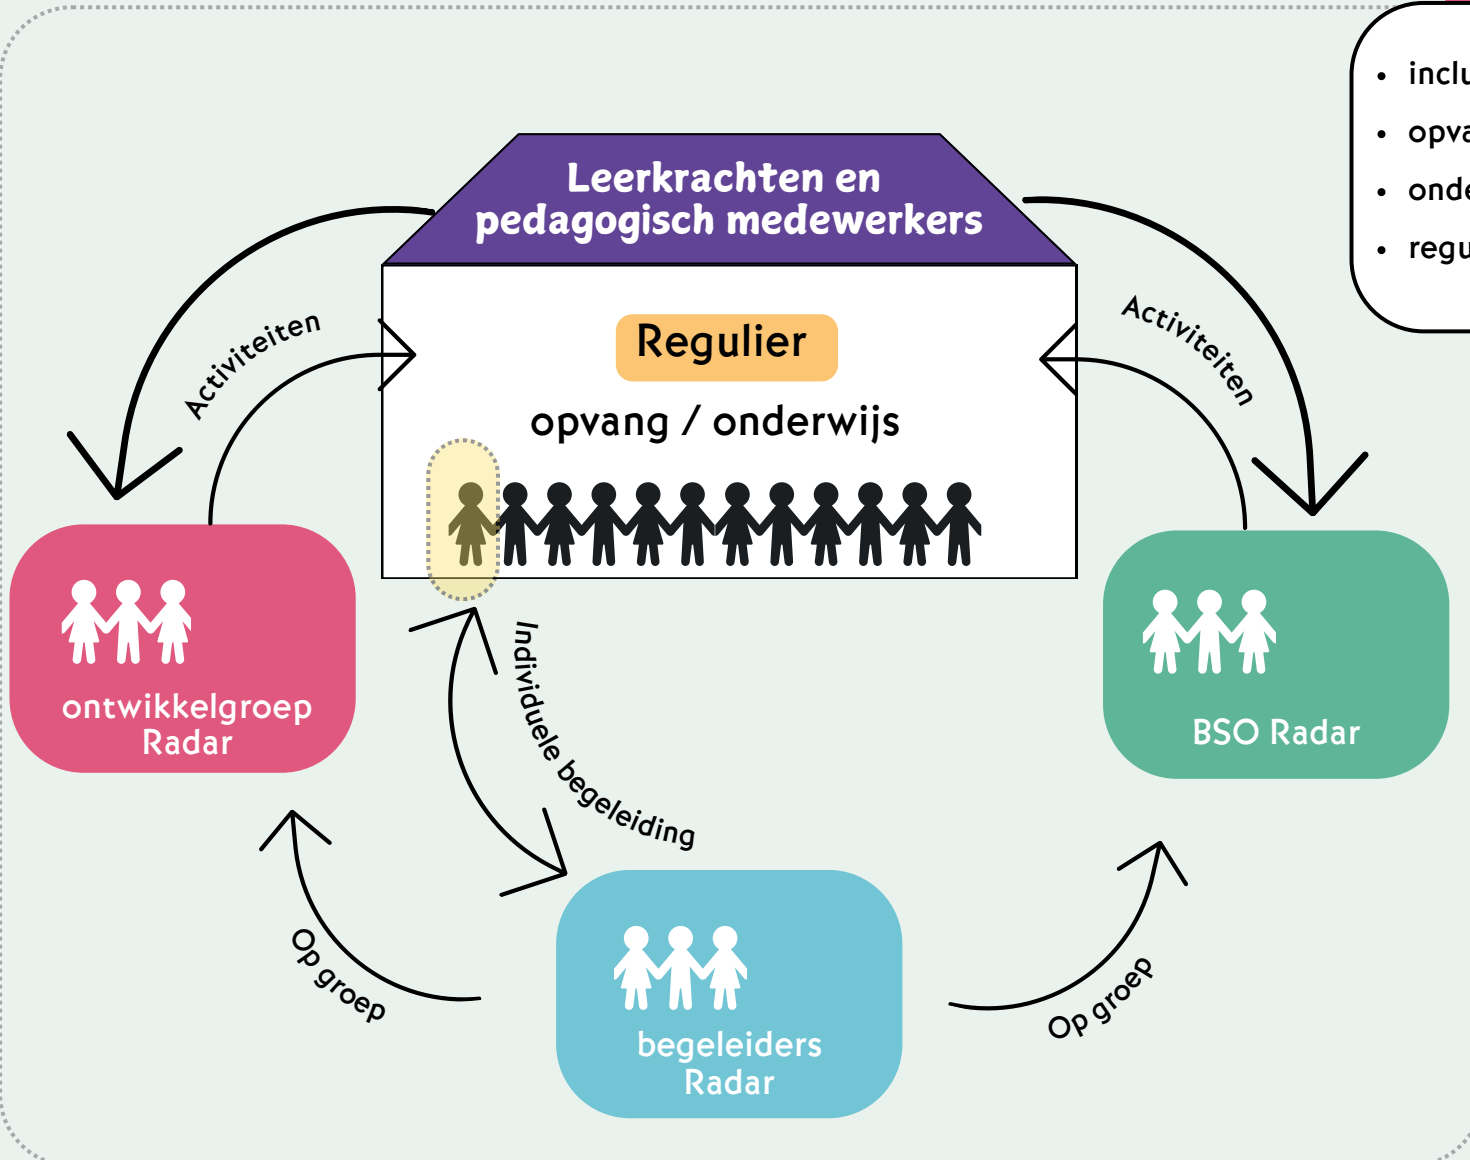 Leerkrachten en
pedagogisch medewerkers
Regulier
opvang / onderwijs
Activiteiten
Activiteiten
ontwikkelgroep
Radar
BSO Radar
Individuele begeleiding
Op groep
Op groep
begeleiders
Radar